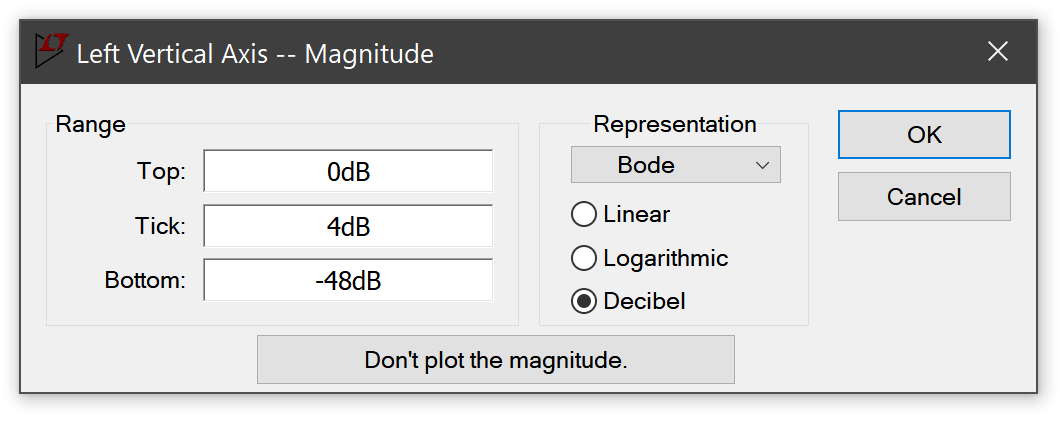 LT
Left Vertical Axis -- Magnitude
Range
Top: 0dB
Tick: 4dB
Bottom: -48dB
Representation
Bode
Linear
Logarithmic
Decibel
OK
Cancel
Don't plot the magnitude.